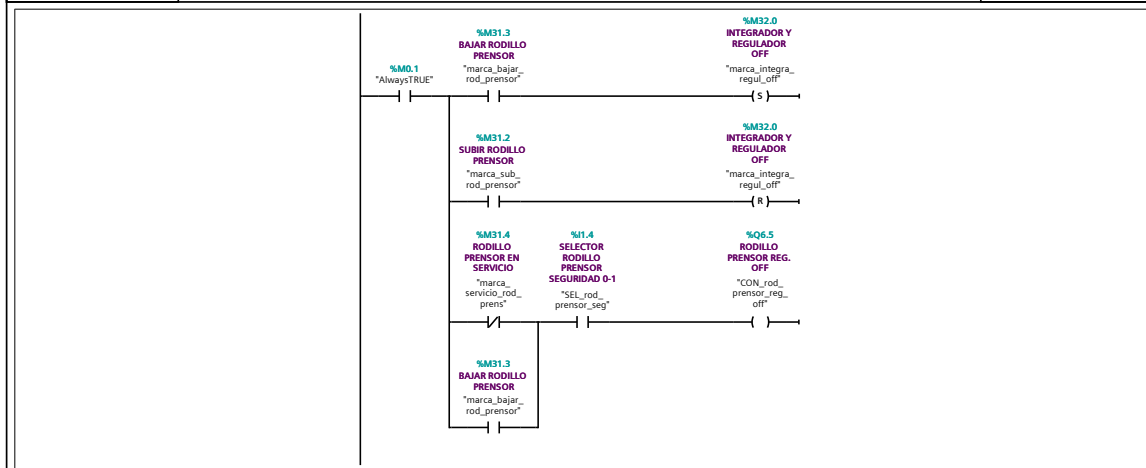 %M0.1
"AlwaysTRUE"
%M31.3
BAJAR RODILLO
PRENSOR
"marca_bajar_
rod_prensor"
%M32.0
INTEGRADOR Y
REGULADOR
OFF
"marca_integra_
regul_off"
S
%M31.2
SUBIR RODILLO
PRENSOR
"marca_sub_
rod_prensor"
%M32.0
INTEGRADOR Y
REGULADOR
OFF
"marca_integra_
regul_off"
R
%M31.4
RODILLO
PRENSOR EN
SERVICIO
"marca_
servicio_rod_
prens"
%I1.4
SELECTOR
RODILLO
PRENSOR
SEGURIDAD 0-1
"SEL_rod_
prensor_seg"
%Q6.5
RODILLO
PRENSOR REG.
OFF
"CON_rod_
prensor_reg_
off"
%M31.3
BAJAR RODILLO
PRENSOR
"marca_bajar_
rod_prensor"